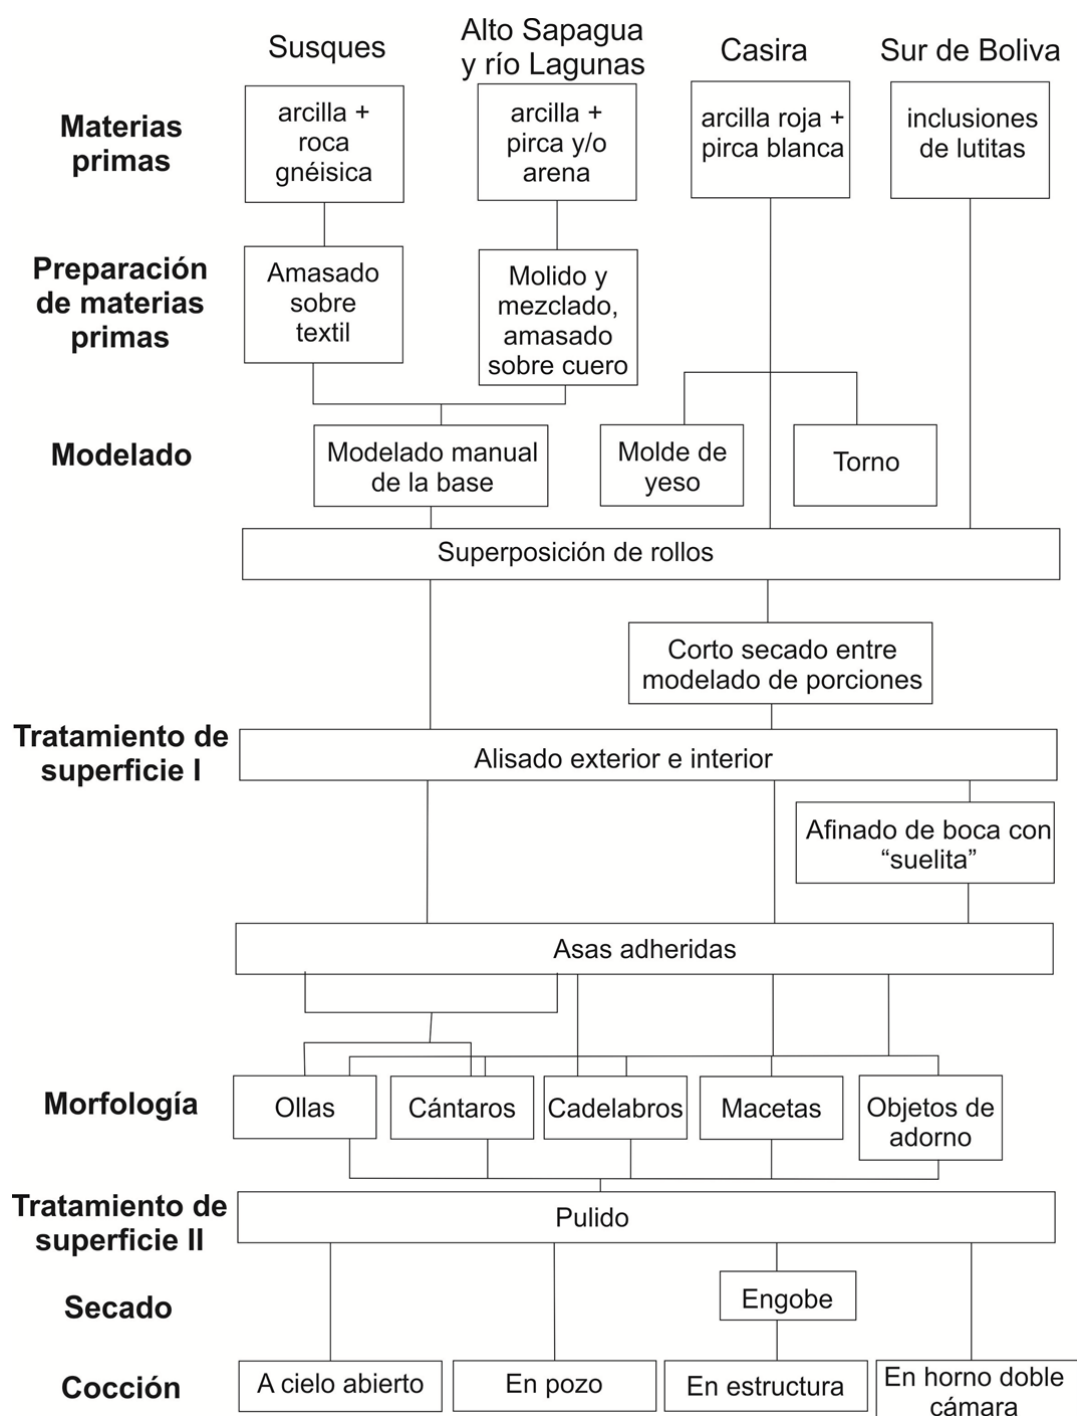 Susques
Alto Sapagua
y río Lagunas
Casira
Sur de Boliva
Materias
primas
arcilla +
roca
gnéisica
arcilla +
pirca y/o
arena
arcilla roja +
pirca blanca
inclusiones
de lutitas
Preparación
de materias
primas
Amasado
sobre
textil
Molido y
mezclado,
amasado
sobre cuero
Modelado
Modelado manual
de la base
Molde de
yeso
Torno
Superposición de rollos
Corto secado entre
modelado de porciones
Tratamiento de
superficie I
Alisado exterior e interior
Afinado de boca con
“suelita”
Asas adheridas
Morfología
Ollas
Cántaros
Cadelabros
Macetas
Objetos de
adorno
Tratamiento de
superficie II
Pulido
Secado
Engobe
Cocción
A cielo abierto
En pozo
En estructura
En horno doble
cámara